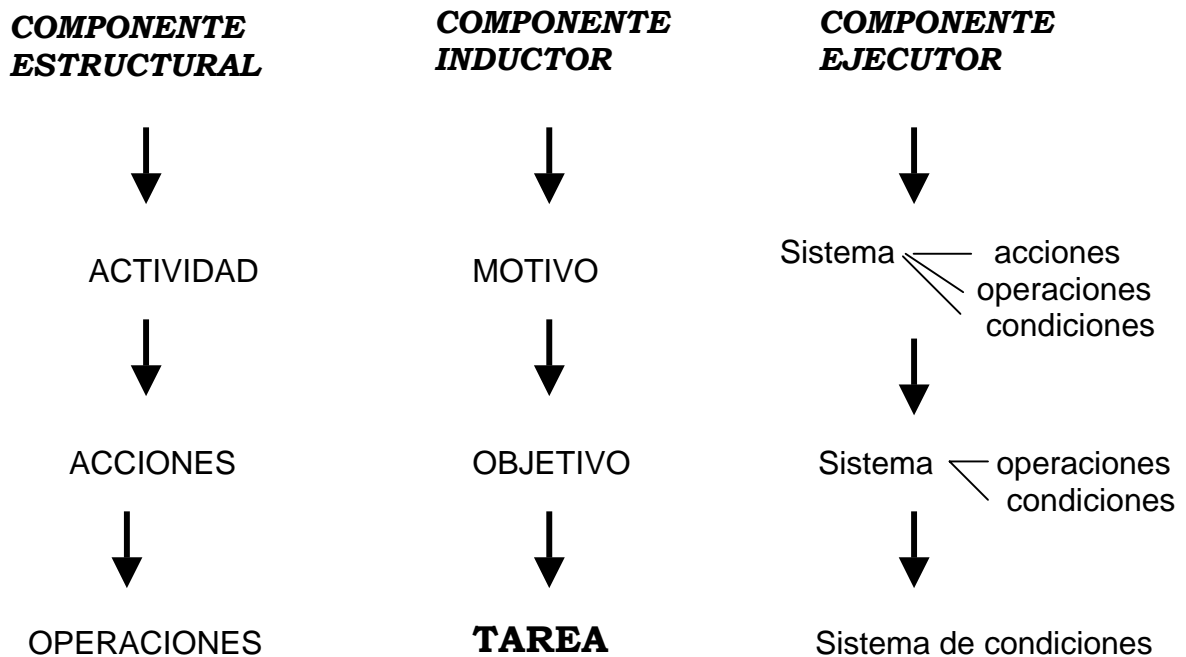 COMPONENTE
ESTRUCTURAL
COMPONENTE
INDUCTOR
COMPONENTE
EJECUTOR
ACTIVIDAD
MOTIVO
Sistema
acciones
operaciones
condiciones
ACCIONES
OBJETIVO
Sistema
operaciones
condiciones
OPERACIONES
TAREA
Sistema de condiciones